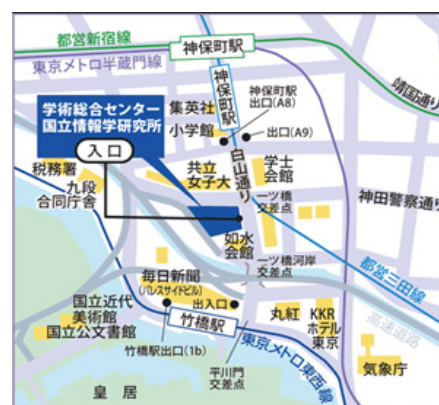 都営新宿線
神保町駅
東京メトロ半蔵門線
靖国通り
神保町駅
神保町駅
出口(A8)
学術総合センター
国立情報学研究所
集英社
小学館
出口(A9)
入口
白山通り
税務署
共立
女子大
学士
会館
九段
合同庁舎
一ツ橋
交差点
神田警察通り
如水
会館
一ツ橋河岸
交差点
都営三田線
毎日新聞
(パレスサイドビル)
国立近代
美術館
国立公文書館
出入口
竹橋駅
丸紅
KKR
ホテル
東京
高速道路
竹橋駅出口(1b)
東京メトロ東西線
平川門
交差点
気象庁
皇居